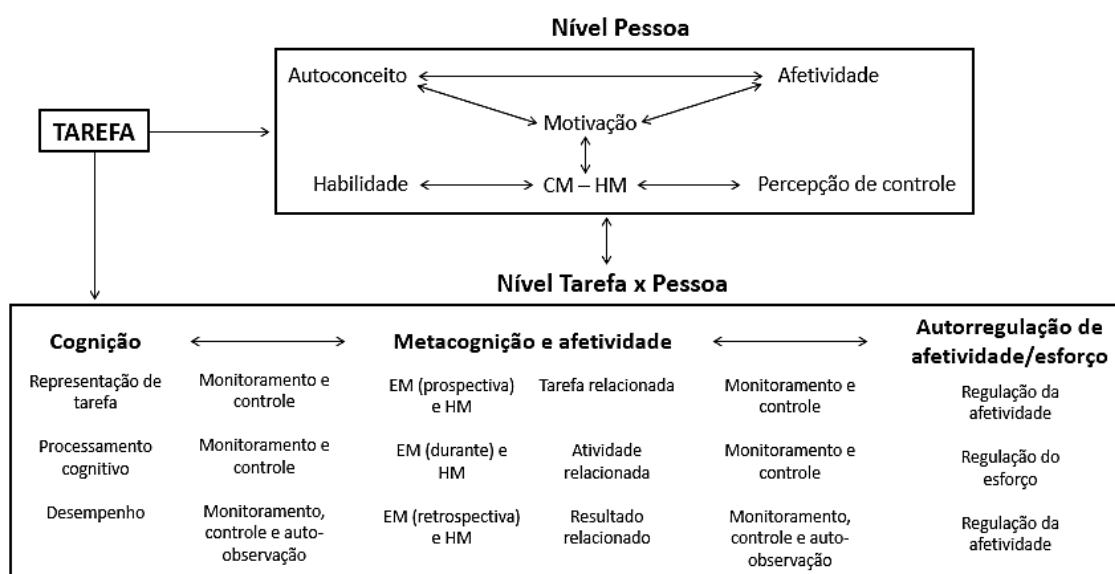 Nível Pessoa
Autoconceito
Afetividade
TAREFA
Motivação
Habilidade
CM – HM
Percepção de controle
Nível Tarefa x Pessoa
Cognição
Metacognição e afetividade
Autorregulação de
afetividade/esforço
Representação de
tarefa
Monitoramento e
controle
EM (prospectiva)
e HM
Tarefa relacionada
Monitoramento e
controle
Regulação da
afetividade
Processamento
cognitivo
Monitoramento e
controle
EM (durante) e
HM
Atividade
relacionada
Monitoramento e
controle
Regulação do
esforço
Desempenho
Monitoramento,
controle e auto-
observação
EM (retrospectiva)
e HM
Resultado
relacionado
Monitoramento,
controle e auto-
observação
Regulação da
afetividade